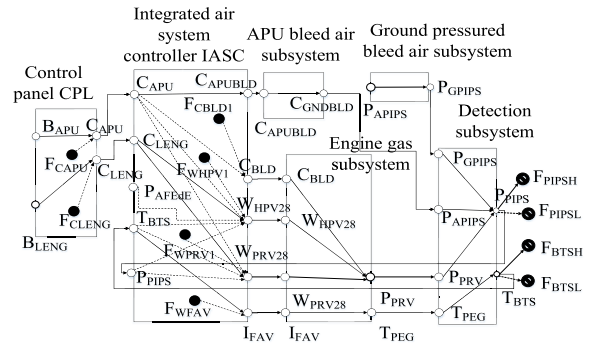 Integrated air
system
controller IASC
APU bleed air
subsystem
Ground pressured
bleed air subsystem
Control
panel CPL
C_APU
C_APUBLD
F_CBLD1
C_GNDBLD
C_APUBLD
P_APIPS
P_GPIPS
Detection
subsystem
B_APU
C_APU
F_CAPU
C_LENG
C_LENG
F_WHPV1
Engine gas
subsystem
P_GPIPS
C_BLD
C_BLD
P_AFEdE
P_PIPS
F_PIPSH
F_CLENG
T_BTS
W_HPV28
W_HPV28
P_APIPS
F_PIPSL
B_LENG
F_WPRV1
W_PRV28
F_BTSH
P_PIPS
P_PRV
F_BTSL
F_WFAV
W_PRV28
P_PRV
T_PEG
T_BTS
I_FAV
I_FAV
T_PEG